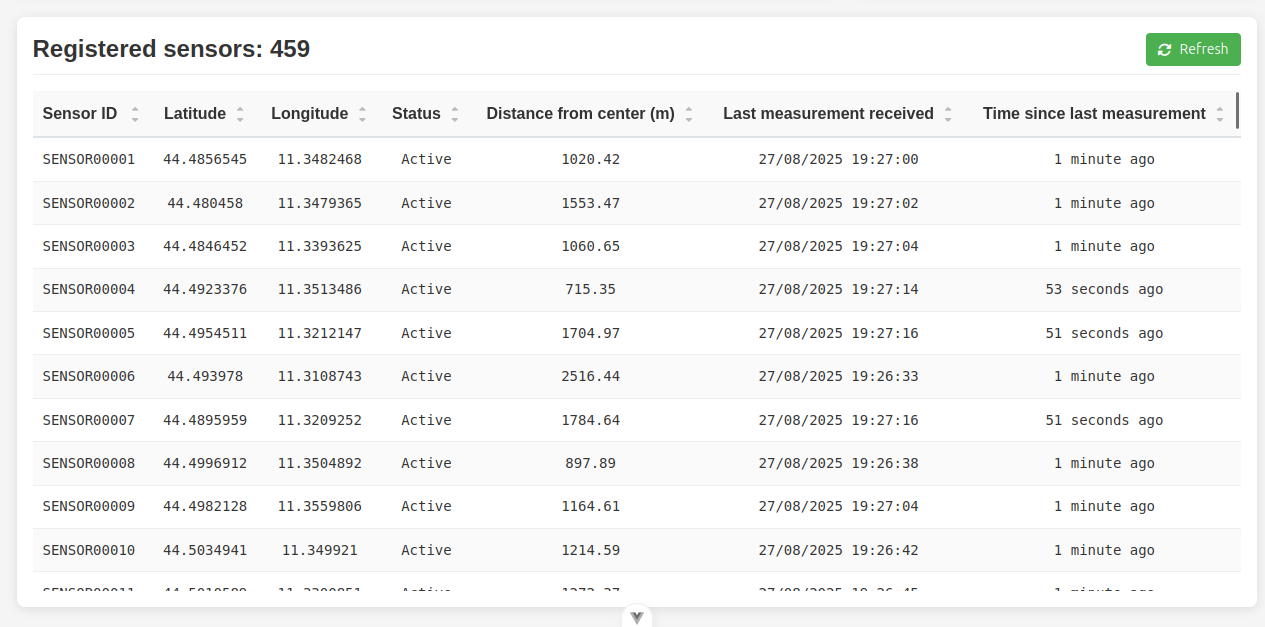 Registered sensors: 459
Refresh
Sensor ID Latitude Longitude Status Distance from center (m) Last measurement received Time since last measurement
SENSOR00001 44.4856545 11.3482468 Active 1020.42 27/08/2025 19:27:00 1 minute ago
SENSOR00002 44.480458 11.3479365 Active 1553.47 27/08/2025 19:27:02 1 minute ago
SENSOR00003 44.4846452 11.3393625 Active 1060.65 27/08/2025 19:27:04 1 minute ago
SENSOR00004 44.4923376 11.3513486 Active 715.35 27/08/2025 19:27:14 53 seconds ago
SENSOR00005 44.4954511 11.3212147 Active 1704.97 27/08/2025 19:27:16 51 seconds ago
SENSOR00006 44.493978 11.3108743 Active 2516.44 27/08/2025 19:26:33 1 minute ago
SENSOR00007 44.4895959 11.3209252 Active 1784.64 27/08/2025 19:27:16 51 seconds ago
SENSOR00008 44.4996912 11.3504892 Active 897.89 27/08/2025 19:26:38 1 minute ago
SENSOR00009 44.4982128 11.3559806 Active 1164.61 27/08/2025 19:27:04 1 minute ago
SENSOR00010 44.5034941 11.349921 Active 1214.59 27/08/2025 19:26:42 1 minute ago
SENSOR00011 Active 27/08/2025 1 minute ago